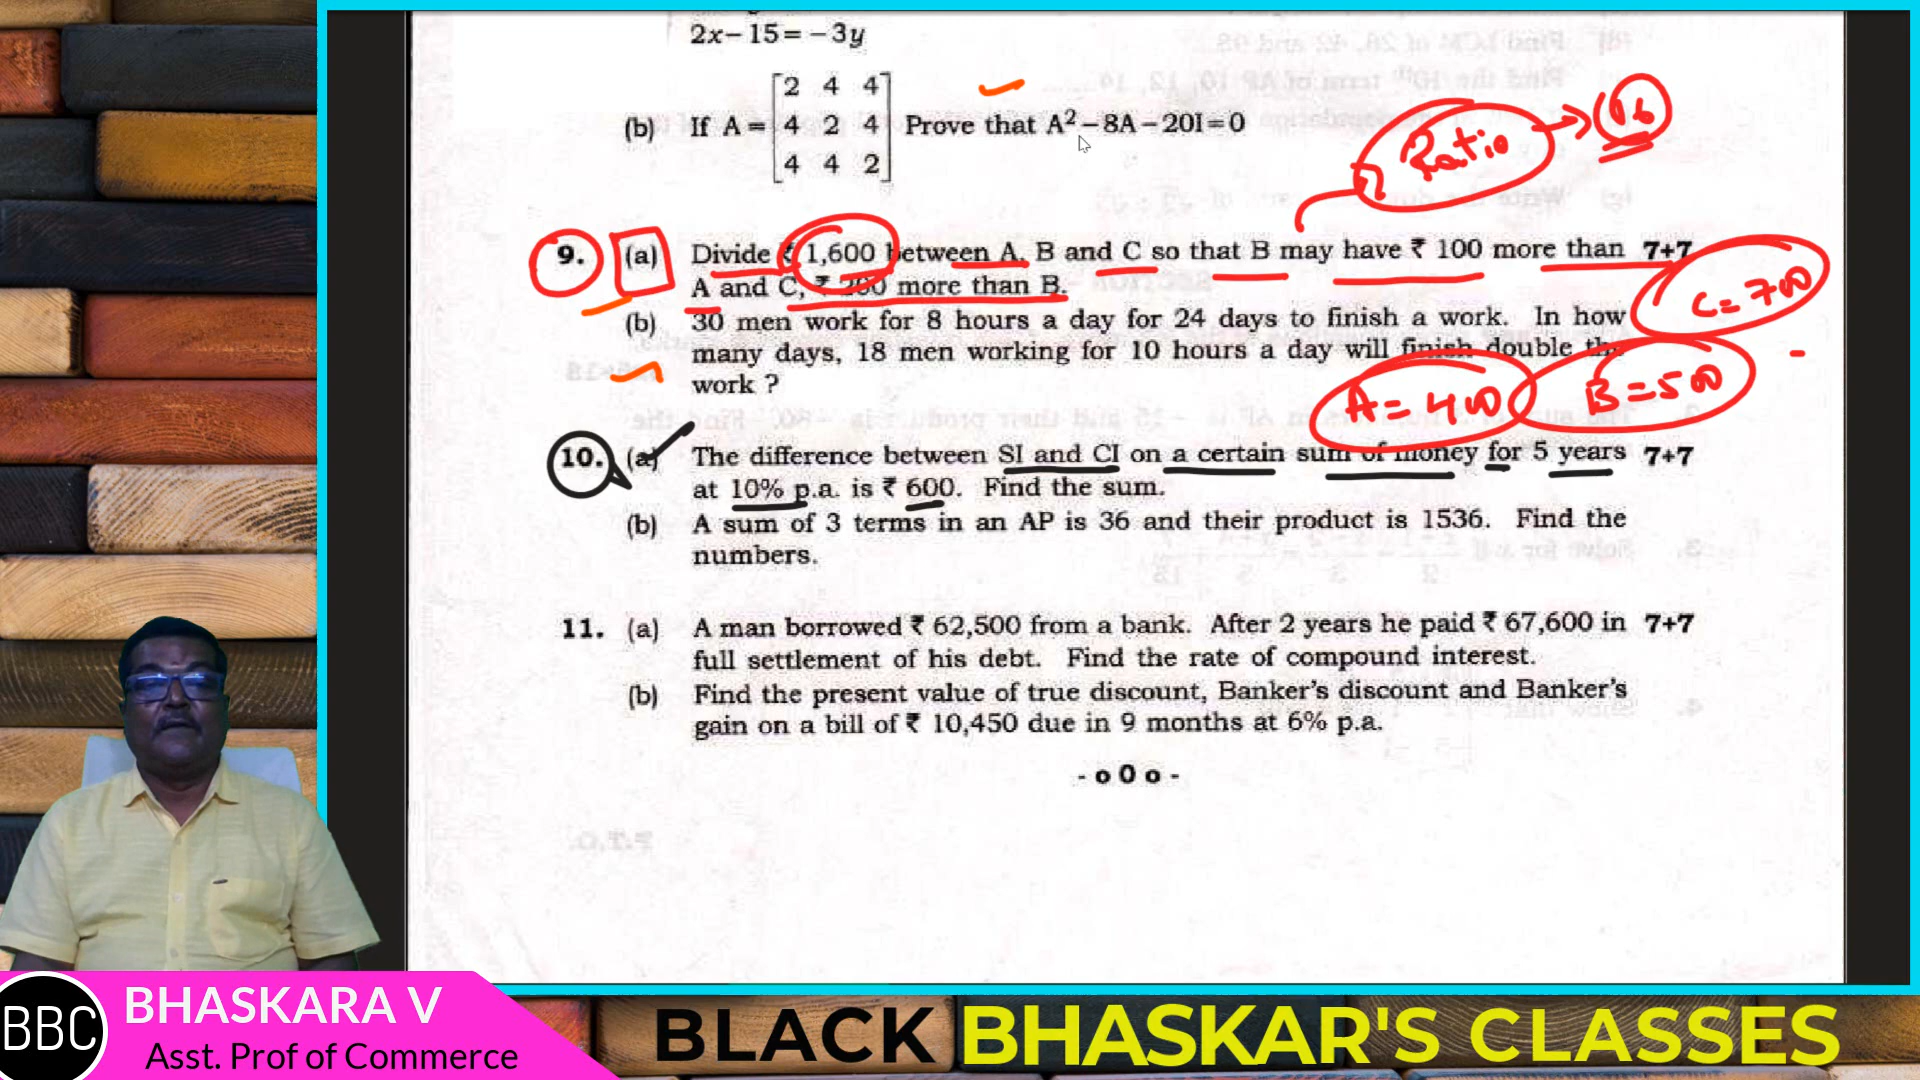 2x−15=−3y
[2 4 4]
(b) If A= 4 2 4 Prove that A²−8A−20I=0
4 4 2
Ratio → 06
9. (a) Divide ₹ 1,600 between A, B and C so that B may have ₹ 100 more than 7+7
A and C, ₹ 200 more than B.
C=700
(b) 30 men work for 8 hours a day for 24 days to finish a work. In how
many days, 18 men working for 10 hours a day will finish double the
work ?
A=400 B=500
10. (a) The difference between SI and CI on a certain sum of money for 5 years 7+7
at 10% p.a. is ₹ 600. Find the sum.
(b) A sum of 3 terms in an AP is 36 and their product is 1536. Find the
numbers.
11. (a) A man borrowed ₹ 62,500 from a bank. After 2 years he paid ₹ 67,600 in 7+7
full settlement of his debt. Find the rate of compound interest.
(b) Find the present value of true discount, Banker's discount and Banker's
gain on a bill of ₹ 10,450 due in 9 months at 6% p.a.
- o 0 o -
P.T.O.
BBC
BHASKARA V
Asst. Prof of Commerce
BLACK BHASKAR'S CLASSES